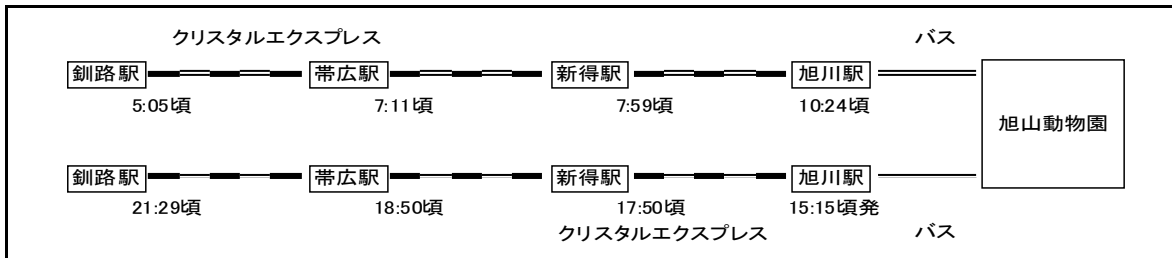 クリスタルエクスプレス バス
釧路駅 帯広駅 新得駅 旭川駅
5:05頃 7:11頃 7:59頃 10:24頃
旭山動物園
釧路駅 帯広駅 新得駅 旭川駅
21:29頃 18:50頃 17:50頃 15:15頃発
クリスタルエクスプレス バス